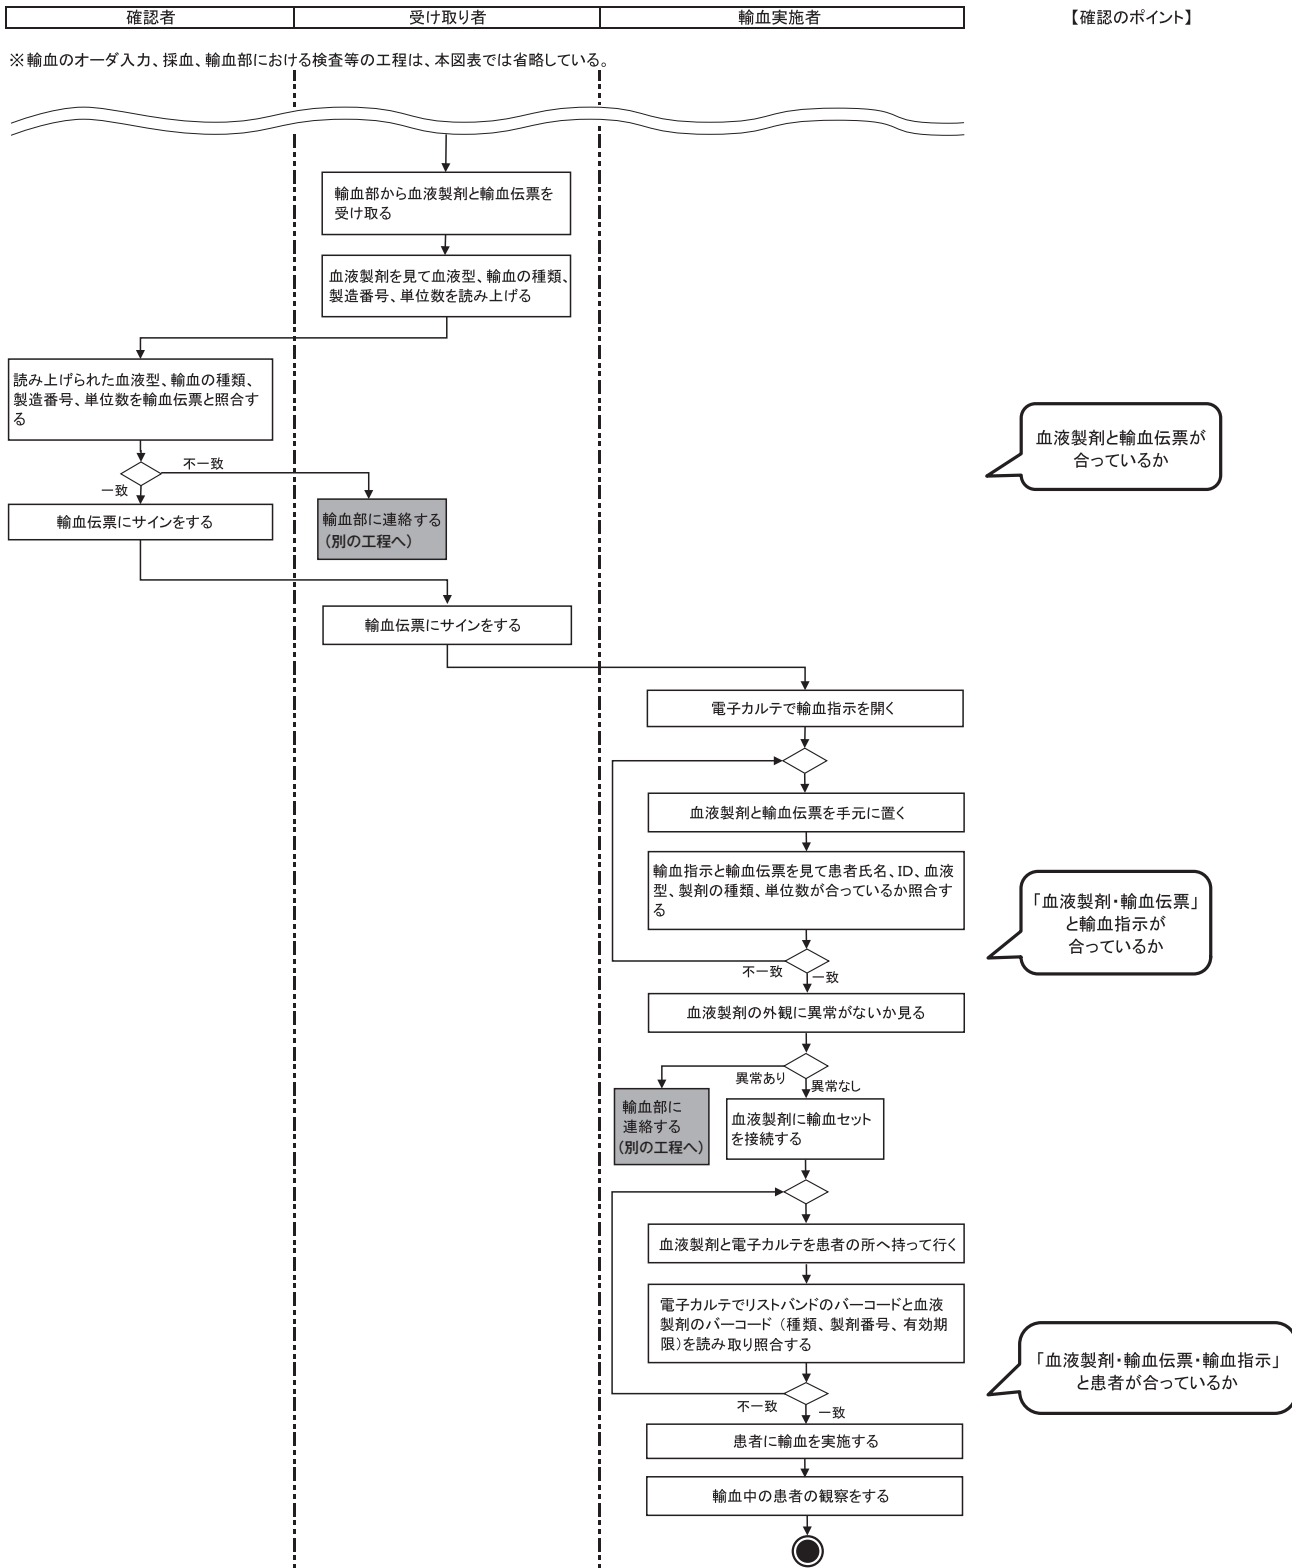 確認者
受け取り者
輸血実施者
【確認のポイント】
※輸血のオーダ入力、採血、輸血部における検査等の工程は、本図表では省略している。
輸血部から血液製剤と輸血伝票を
受け取る
血液製剤を見て血液型、輸血の種類、
製造番号、単位数を読み上げる
読み上げられた血液型、輸血の種類、
製造番号、単位数を輸血伝票と照合す
る
血液製剤と輸血伝票が
合っているか
不一致
一致
輸血伝票にサインをする
輸血部に連絡する
(別の工程へ)
輸血伝票にサインをする
電子カルテで輸血指示を開く
血液製剤と輸血伝票を手元に置く
輸血指示と輸血伝票を見て患者氏名、ID、血液
型、製剤の種類、単位数が合っているか照合す
る
「血液製剤・輸血伝票」
と輸血指示が
合っているか
不一致
一致
血液製剤の外観に異常がないか見る
異常あり
異常なし
輸血部に
連絡する
(別の工程へ)
血液製剤に輸血セット
を接続する
血液製剤と電子カルテを患者の所へ持って行く
電子カルテでリストバンドのバーコードと血液
製剤のバーコード(種類、製剤番号、有効期
限)を読み取り照合する
「血液製剤・輸血伝票・輸血指示」
と患者が合っているか
不一致
一致
患者に輸血を実施する
輸血中の患者の観察をする